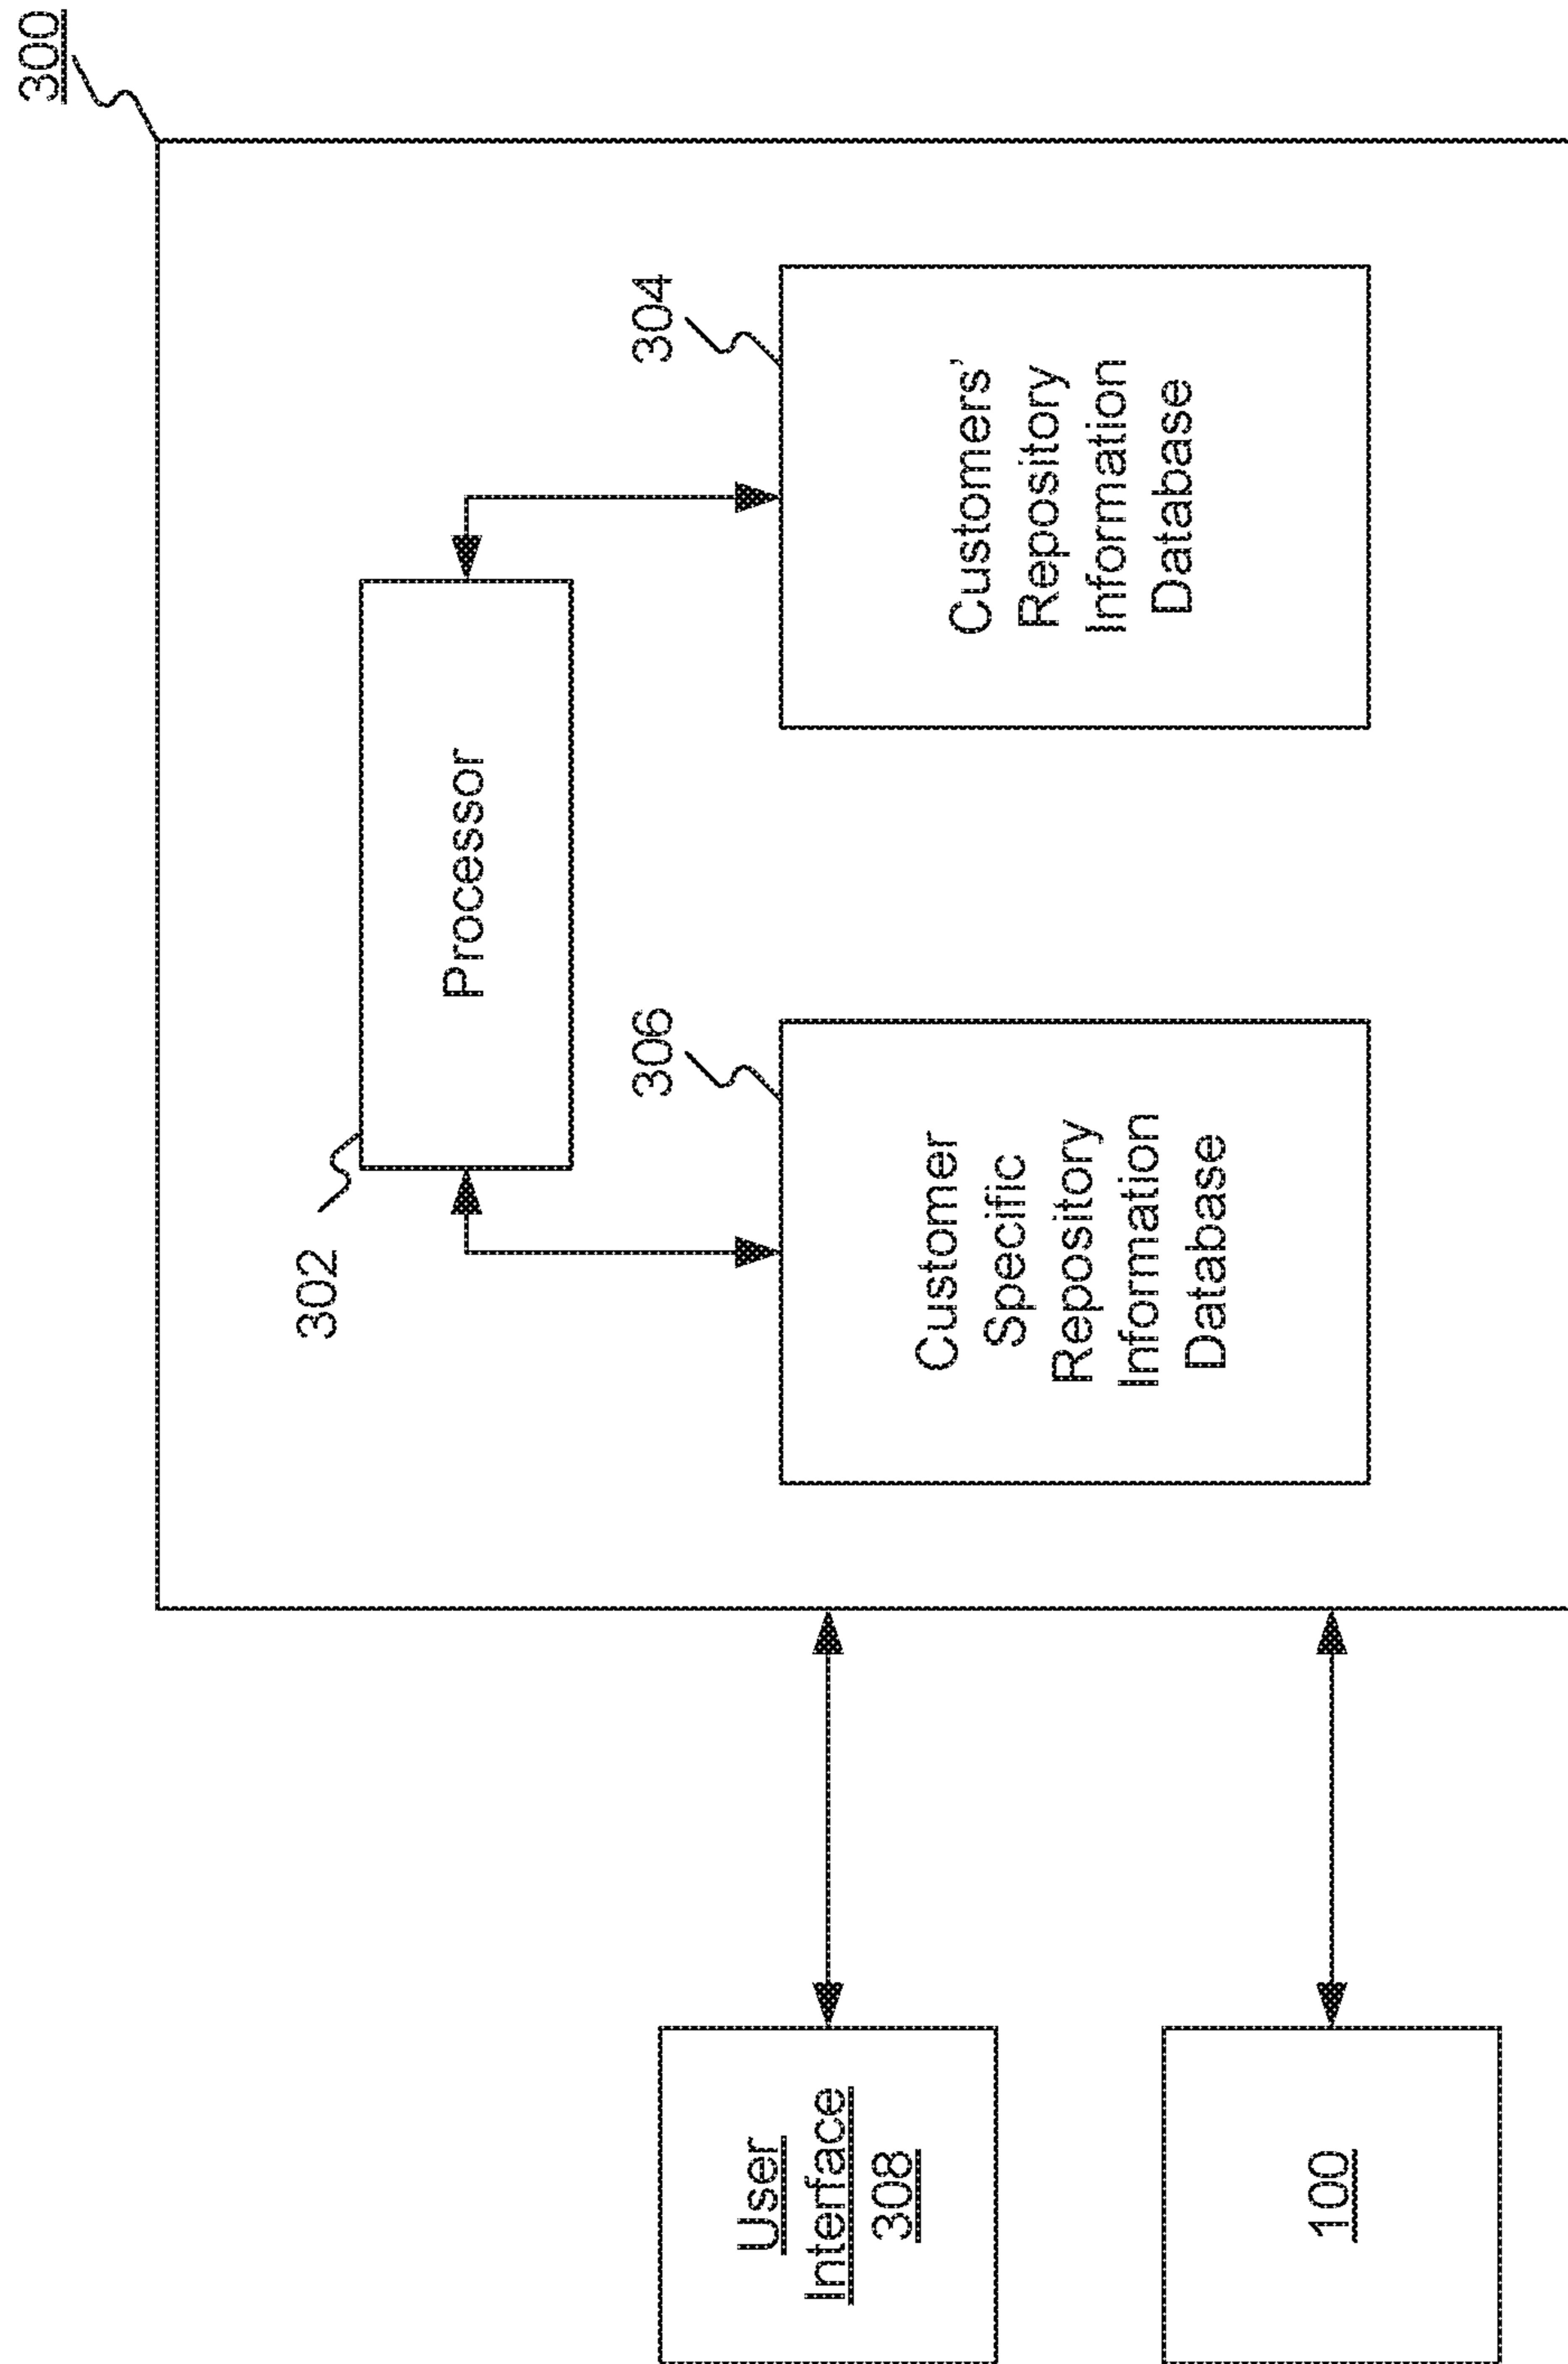 300
302
Processor
306
304
Customer
Specific
Repository
Information
Database
Customers’
Repository
Information
Database
User
Interface
308
100